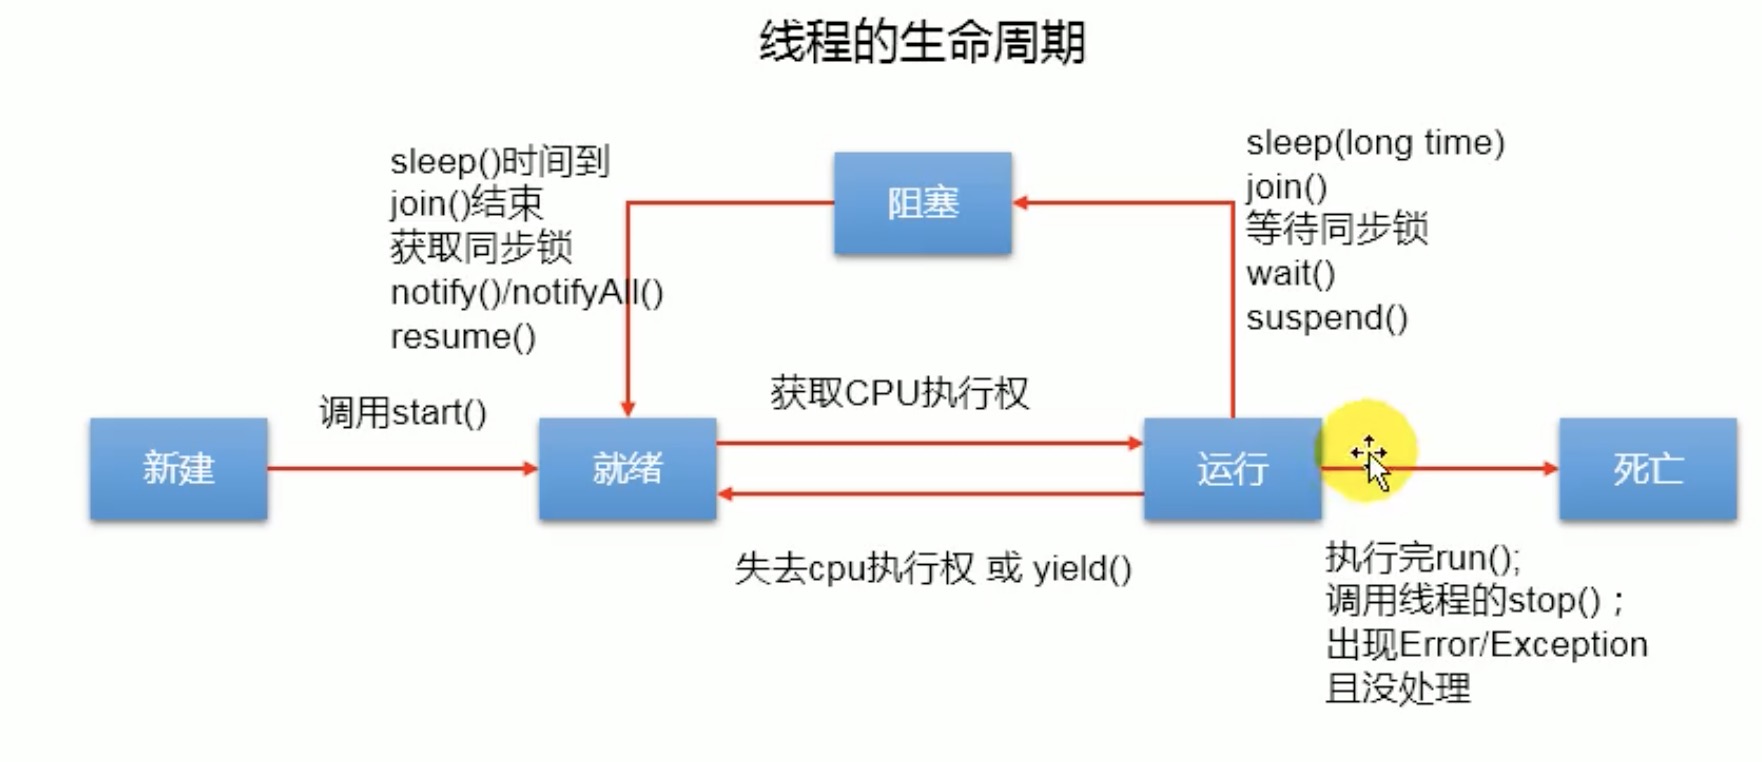 线程的生命周期
sleep()时间到
join()结束
获取同步锁
notify()/notifyAll()
resume()
阻塞
sleep(long time)
join()
等待同步锁
wait()
suspend()
调用start()
获取CPU执行权
新建
就绪
运行
死亡
失去cpu执行权 或 yield()
执行完run();
调用线程的stop() ;
出现Error/Exception
且没处理